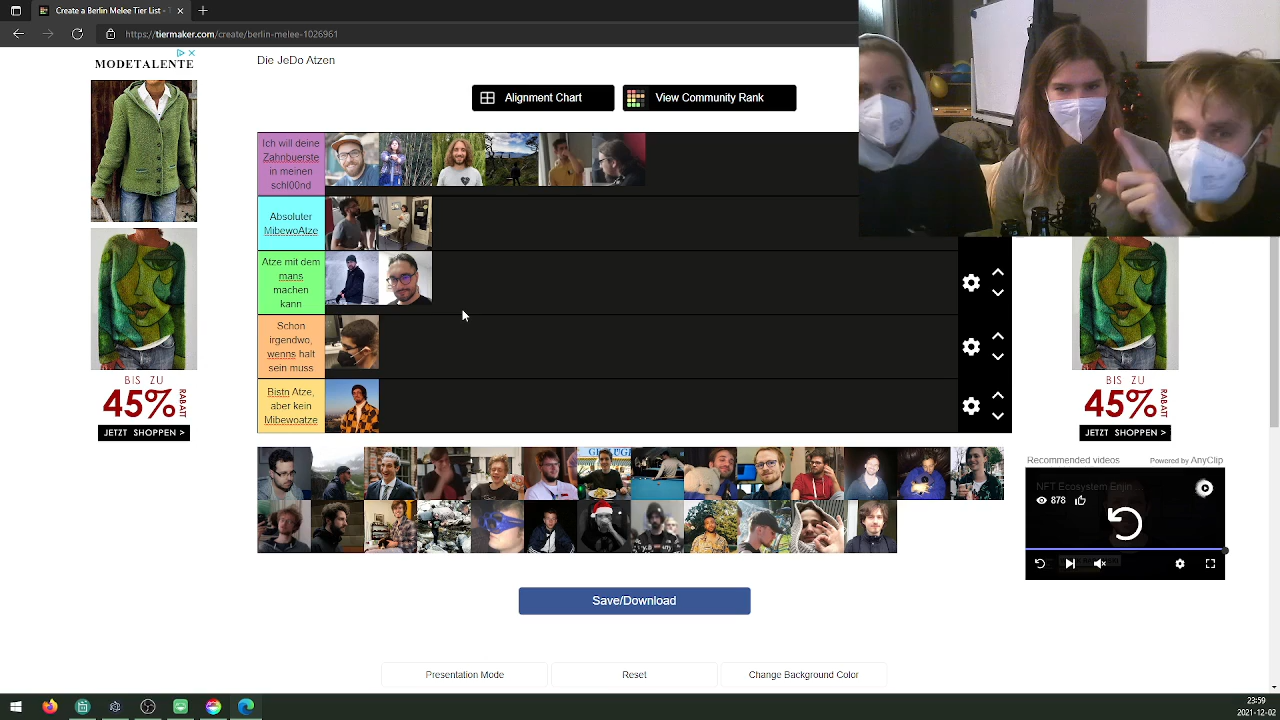 Create a Berlin Melee Tier List - T
https://tiermaker.com/create/berlin-melee-1026961
MODETALENTE
BIS ZU
45%
RABATT
JETZT SHOPPEN >
Die JeDo Atzen
Alignment Chart
View Community Rank
Ich will deine
Zahnbuerste
in meinen
schl00nd
Absoluter
MibewoAtze
Atze mit dem
mans
machen
kann
Schon
irgendwo,
wenns halt
sein muss
Bistn Atze,
aber kein
Mibewoatze
Save/Download
Presentation Mode
Reset
Change Background Color
BIS ZU
45%
RABATT
JETZT SHOPPEN >
Recommended videos
Powered by AnyClip
NFT Ecosystem Enjin
878
23:59
2021-12-02